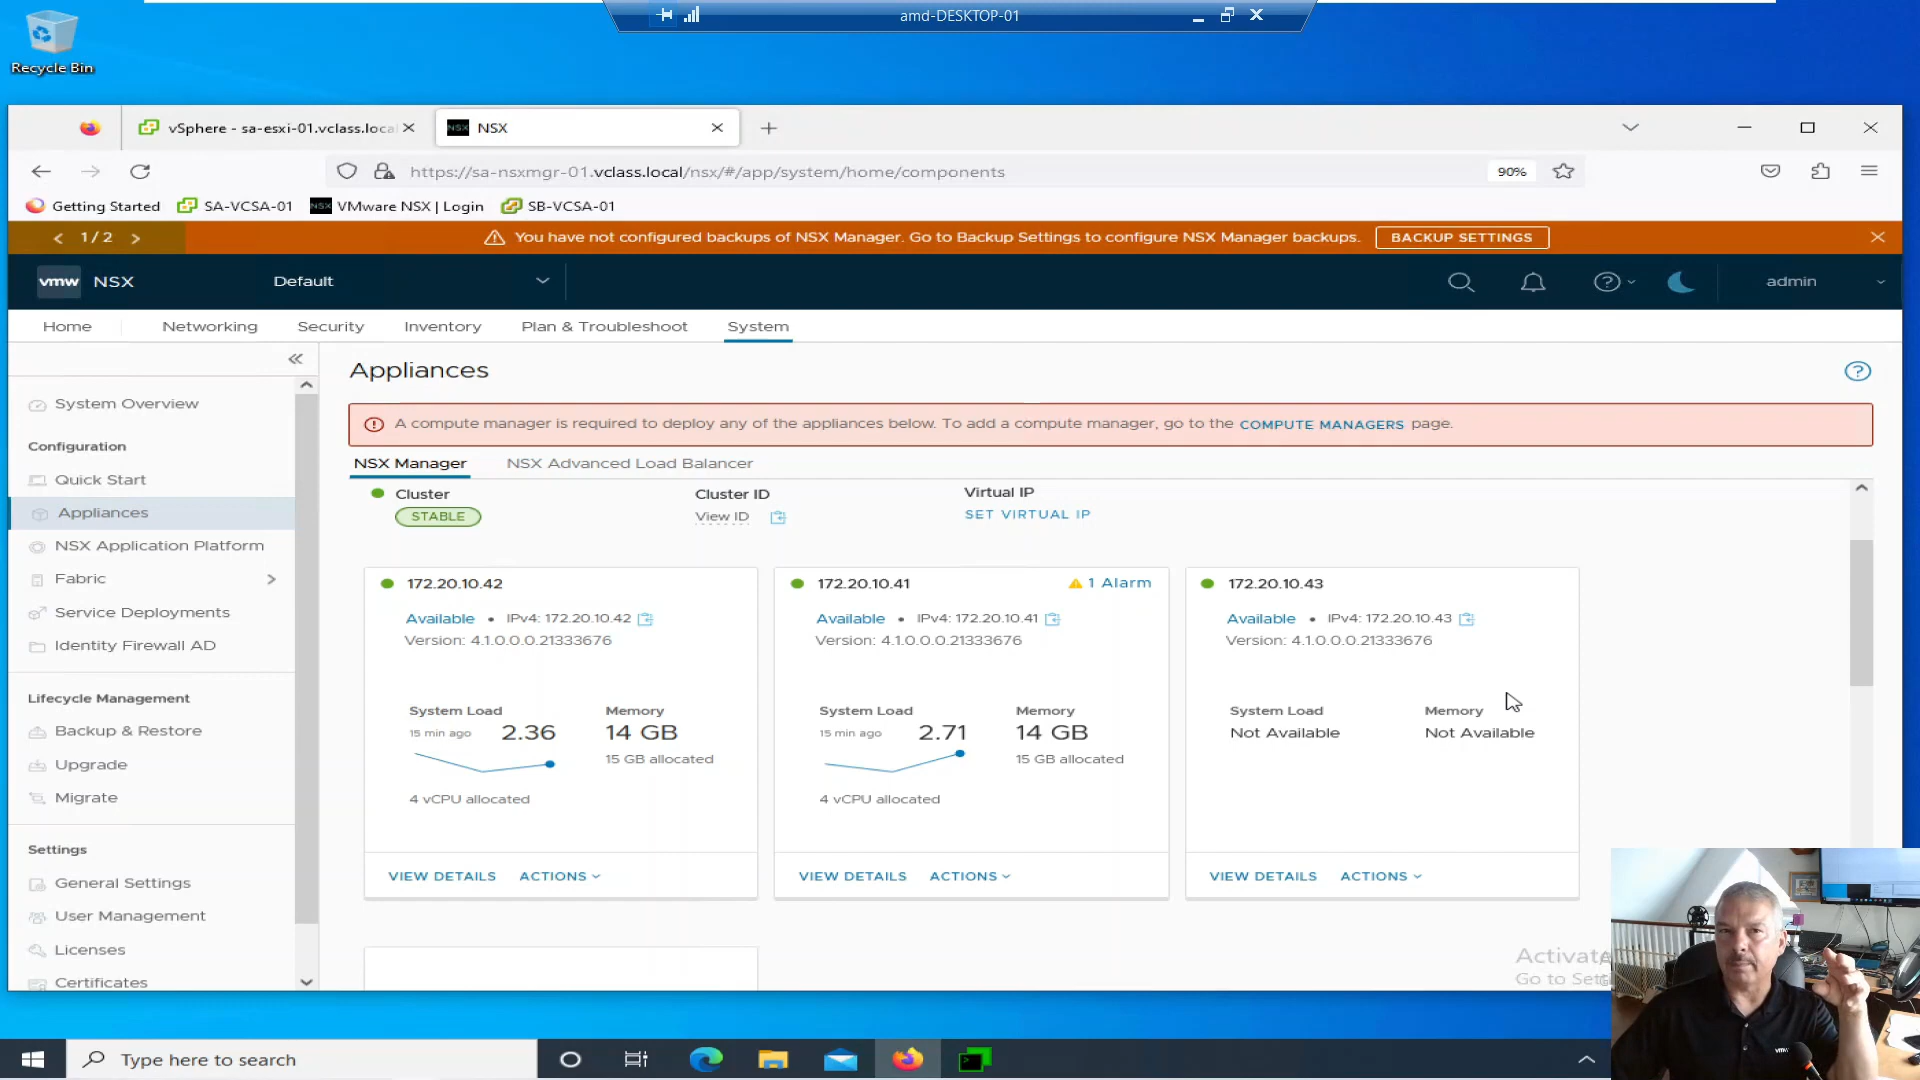 amd-DESKTOP-01
Recycle Bin
vSphere - sa-esxi-01.vclass.loca
NSX
NSX
https://sa-nsxmgr-01.vclass.local/nsx/#/app/system/home/components
90%
Getting Started
SA-VCSA-01
NSX
VMware NSX | Login
SB-VCSA-01
1 / 2
You have not configured backups of NSX Manager. Go to Backup Settings to configure NSX Manager backups.
BACKUP SETTINGS
vmw
NSX
Default
admin
Home
Networking
Security
Inventory
Plan & Troubleshoot
System
System Overview
Configuration
Quick Start
Appliances
NSX Application Platform
Fabric
Service Deployments
Identity Firewall AD
Lifecycle Management
Backup & Restore
Upgrade
Migrate
Settings
General Settings
User Management
Licenses
Certificates
Appliances
A compute manager is required to deploy any of the appliances below. To add a compute manager, go to the COMPUTE MANAGERS page.
NSX Manager
NSX Advanced Load Balancer
Cluster
STABLE
Cluster ID
View ID
Virtual IP
SET VIRTUAL IP
172.20.10.42
Available • IPv4: 172.20.10.42
Version: 4.1.0.0.0.21333676
System Load
15 min ago 2.36
Memory
14 GB
15 GB allocated
4 vCPU allocated
VIEW DETAILS
ACTIONS
172.20.10.41
1 Alarm
Available • IPv4: 172.20.10.41
Version: 4.1.0.0.0.21333676
System Load
15 min ago 2.71
Memory
14 GB
15 GB allocated
4 vCPU allocated
VIEW DETAILS
ACTIONS
172.20.10.43
Available • IPv4: 172.20.10.43
Version: 4.1.0.0.0.21333676
System Load
Not Available
Memory
Not Available
VIEW DETAILS
ACTIONS
Activat
Go to Set
vmw
Type here to search